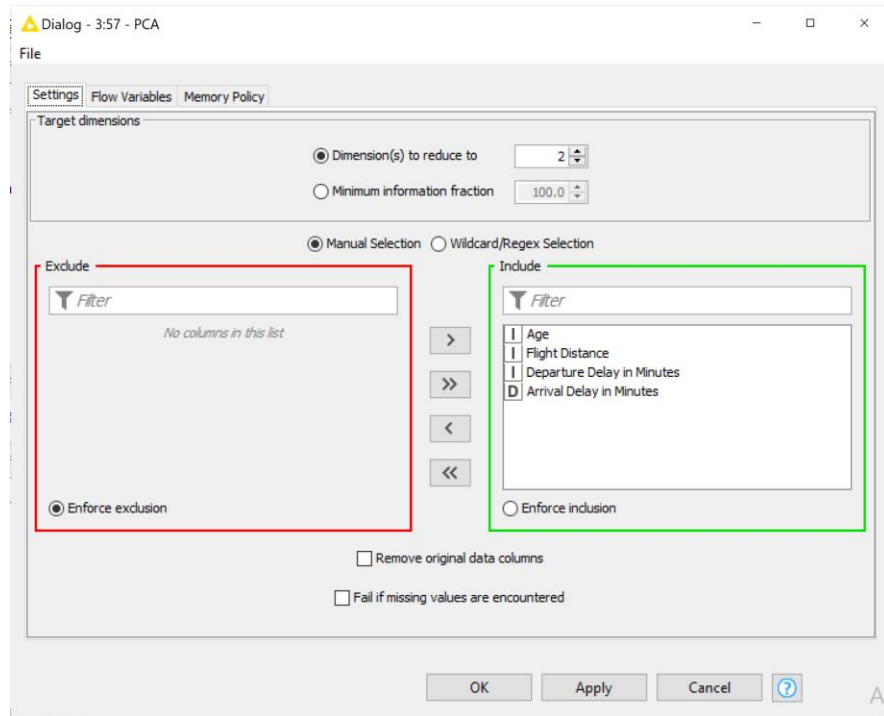 Dialog - 3:57 - PCA
File
Settings Flow Variables Memory Policy
Target dimensions
Dimension(s) to reduce to 2
Minimum information fraction 100.0
Manual Selection Wildcard/Regex Selection
Exclude
Filter
No columns in this list
Enforce exclusion
> 
>>
<
<<
Include
Filter
I Age
I Flight Distance
I Departure Delay in Minutes
D Arrival Delay in Minutes
Enforce inclusion
Remove original data columns
Fail if missing values are encountered
OK Apply Cancel ?
A